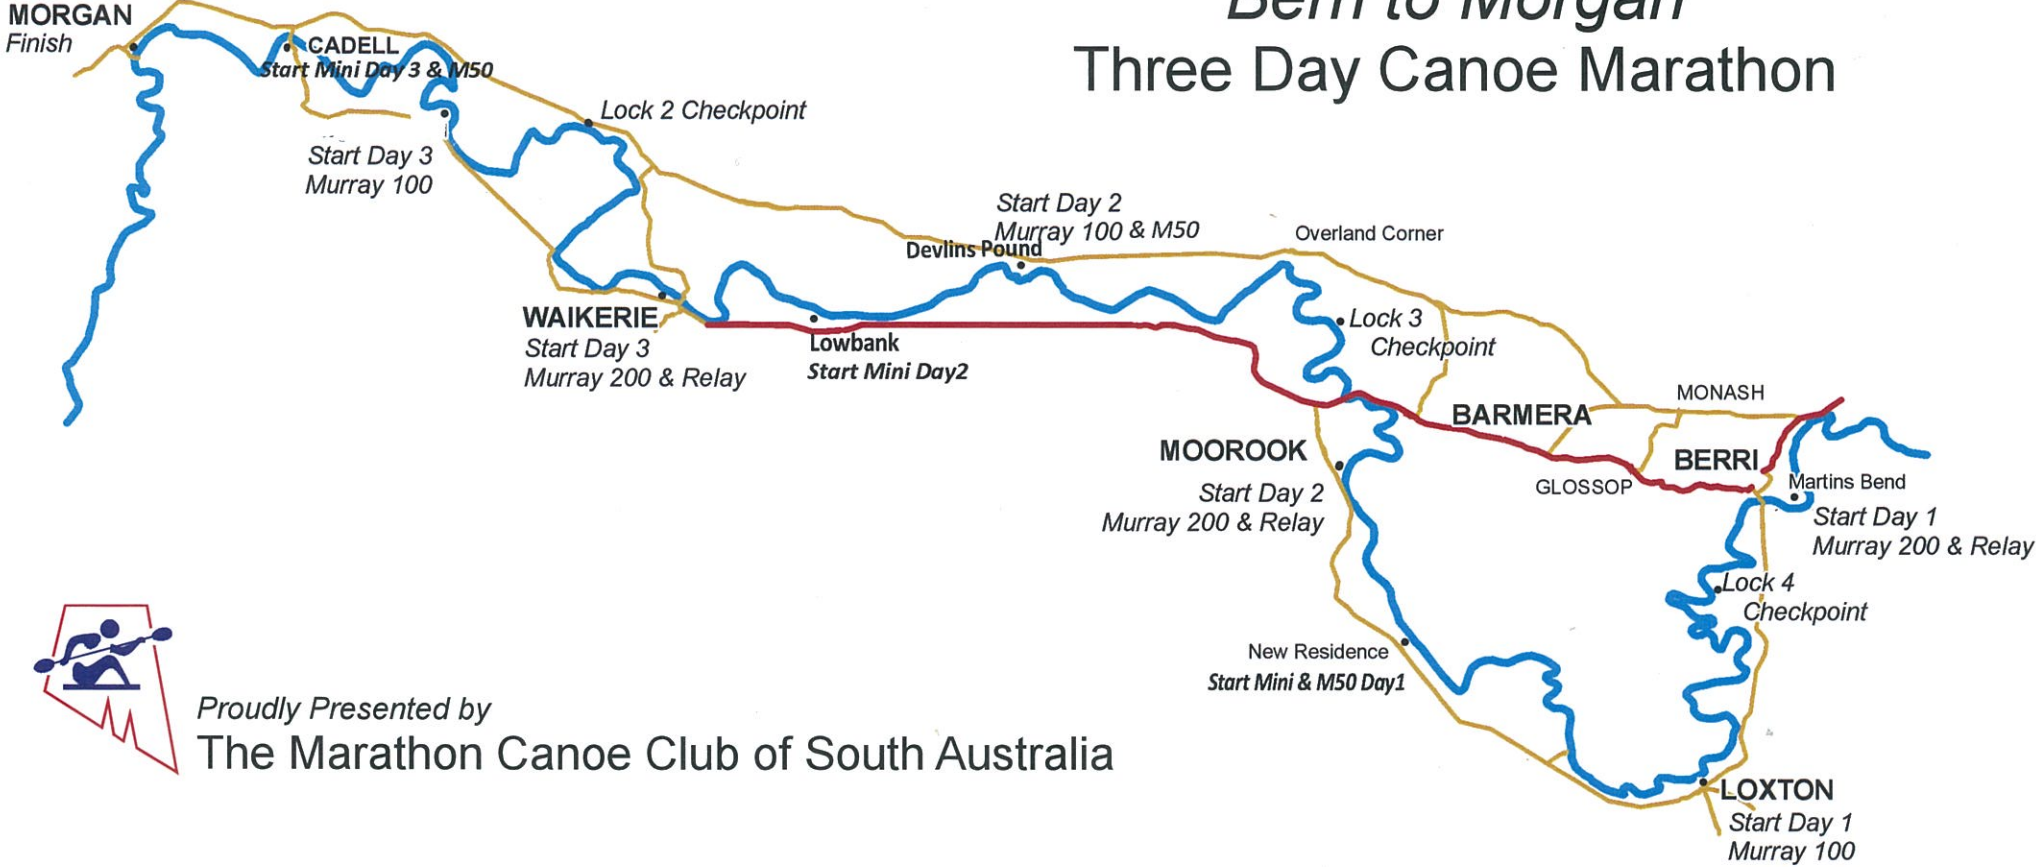 Berri to Morgan
Three Day Canoe Marathon
MORGAN
Finish
CADELL
Start Mini Day 3 & M50
Lock 2 Checkpoint
Start Day 3
Murray 100
Start Day 2
Murray 100 & M50
Devlins Pound
Overland Corner
WAIKERIE
Start Day 3
Murray 200 & Relay
Lowbank
Start Mini Day2
Lock 3
Checkpoint
MONASH
BARMERA
BERRI
GLOSSOP
MOOROOK
Start Day 2
Murray 200 & Relay
Martins Bend
Start Day 1
Murray 200 & Relay
Lock 4
Checkpoint
New Residence
Start Mini & M50 Day1
LOXTON
Start Day 1
Murray 100
Proudly Presented by
The Marathon Canoe Club of South Australia